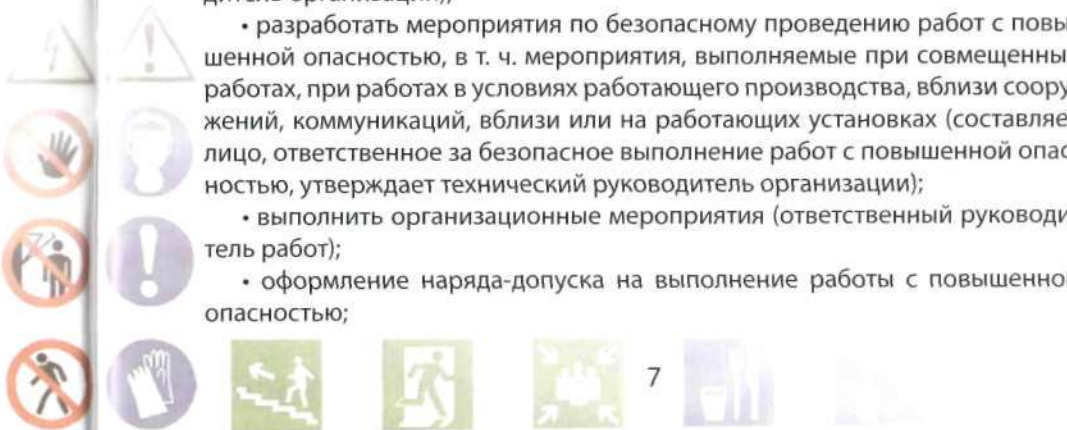 • разработать мероприятия по безопасному проведению работ с повы
шенной опасностью, в т. ч. мероприятия, выполняемые при совмещенны
работах, при работах в условиях работающего производства, вблизи соору
жений, коммуникаций, вблизи или на работающих установках (составляе
лицо, ответственное за безопасное выполнение работ с повышенной опас
ностью, утверждает технический руководитель организации);
• выполнить организационные мероприятия (ответственный руководи
тель работ);
• оформление наряда-допуска на выполнение работы с повышенно
опасностью;
7